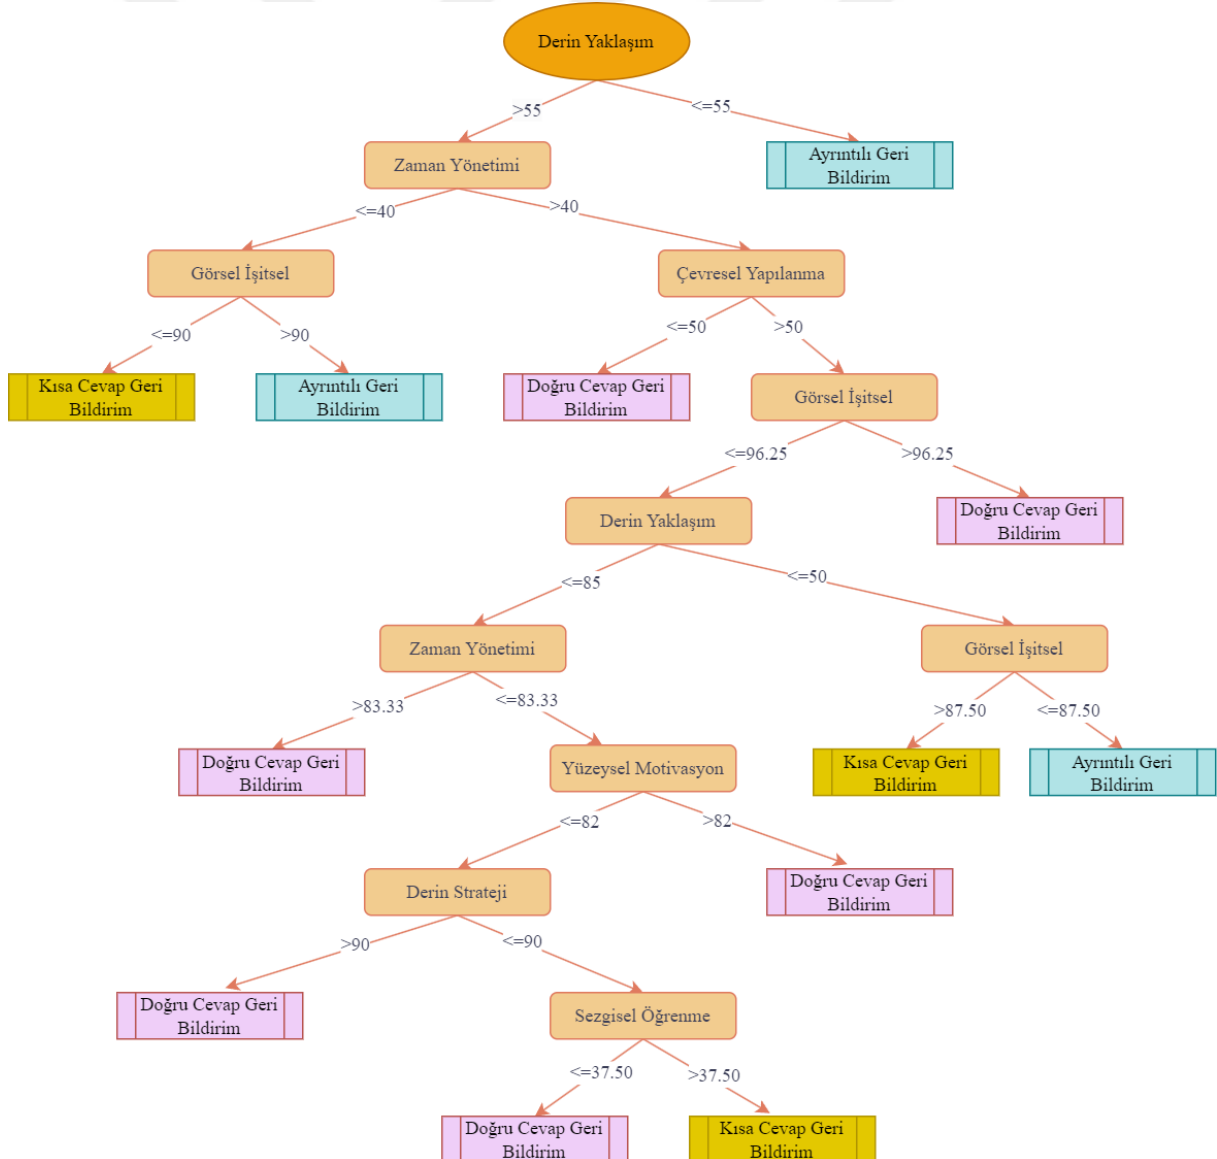 Derin Yaklaşım
>55
<=55
Zaman Yönetimi
Ayrıntılı Geri
Bildirim
<=40
>40
Görsel İşitsel
Çevresel Yapılanma
<=90
>90
<=50
>50
Kısa Cevap Geri
Bildirim
Ayrıntılı Geri
Bildirim
Doğru Cevap Geri
Bildirim
Görsel İşitsel
<=96.25
>96.25
Derin Yaklaşım
Doğru Cevap Geri
Bildirim
<=85
<=50
Zaman Yönetimi
Görsel İşitsel
>83.33
<=83.33
>87.50
<=87.50
Doğru Cevap Geri
Bildirim
Yüzeysel Motivasyon
Kısa Cevap Geri
Bildirim
Ayrıntılı Geri
Bildirim
<=82
>82
Derin Strateji
Doğru Cevap Geri
Bildirim
>90
<=90
Doğru Cevap Geri
Bildirim
Sezgisel Öğrenme
<=37.50
>37.50
Doğru Cevap Geri
Bildirim
Kısa Cevap Geri
Bildirim